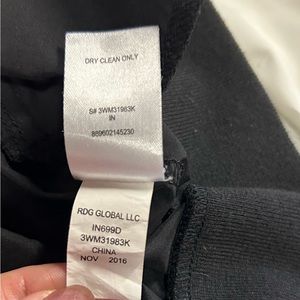 DRY CLEAN ONLY
S# 3WM31983K
IN
889602145230
RDG GLOBAL LLC
IN699D
3WM31983K
CHINA
NOV 2016